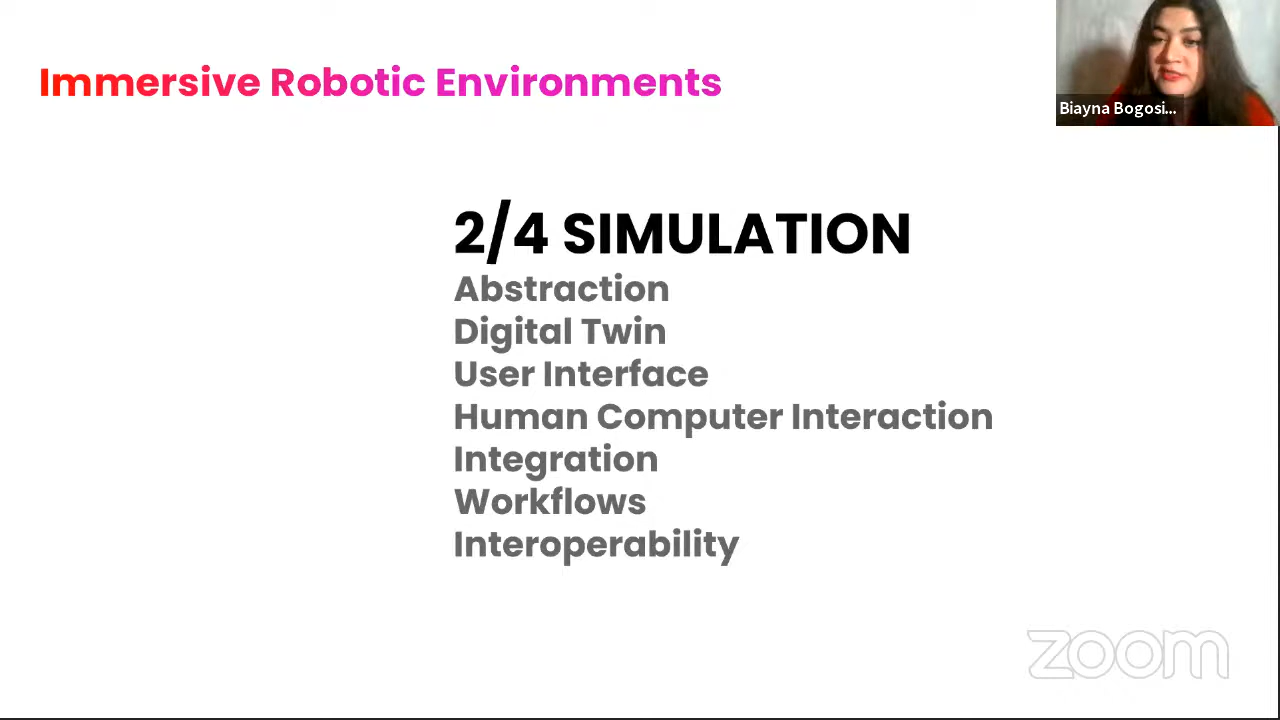 Immersive Robotic Environments
Biayna Bogosi...
2/4 SIMULATION
Abstraction
Digital Twin
User Interface
Human Computer Interaction
Integration
Workflows
Interoperability
zoom